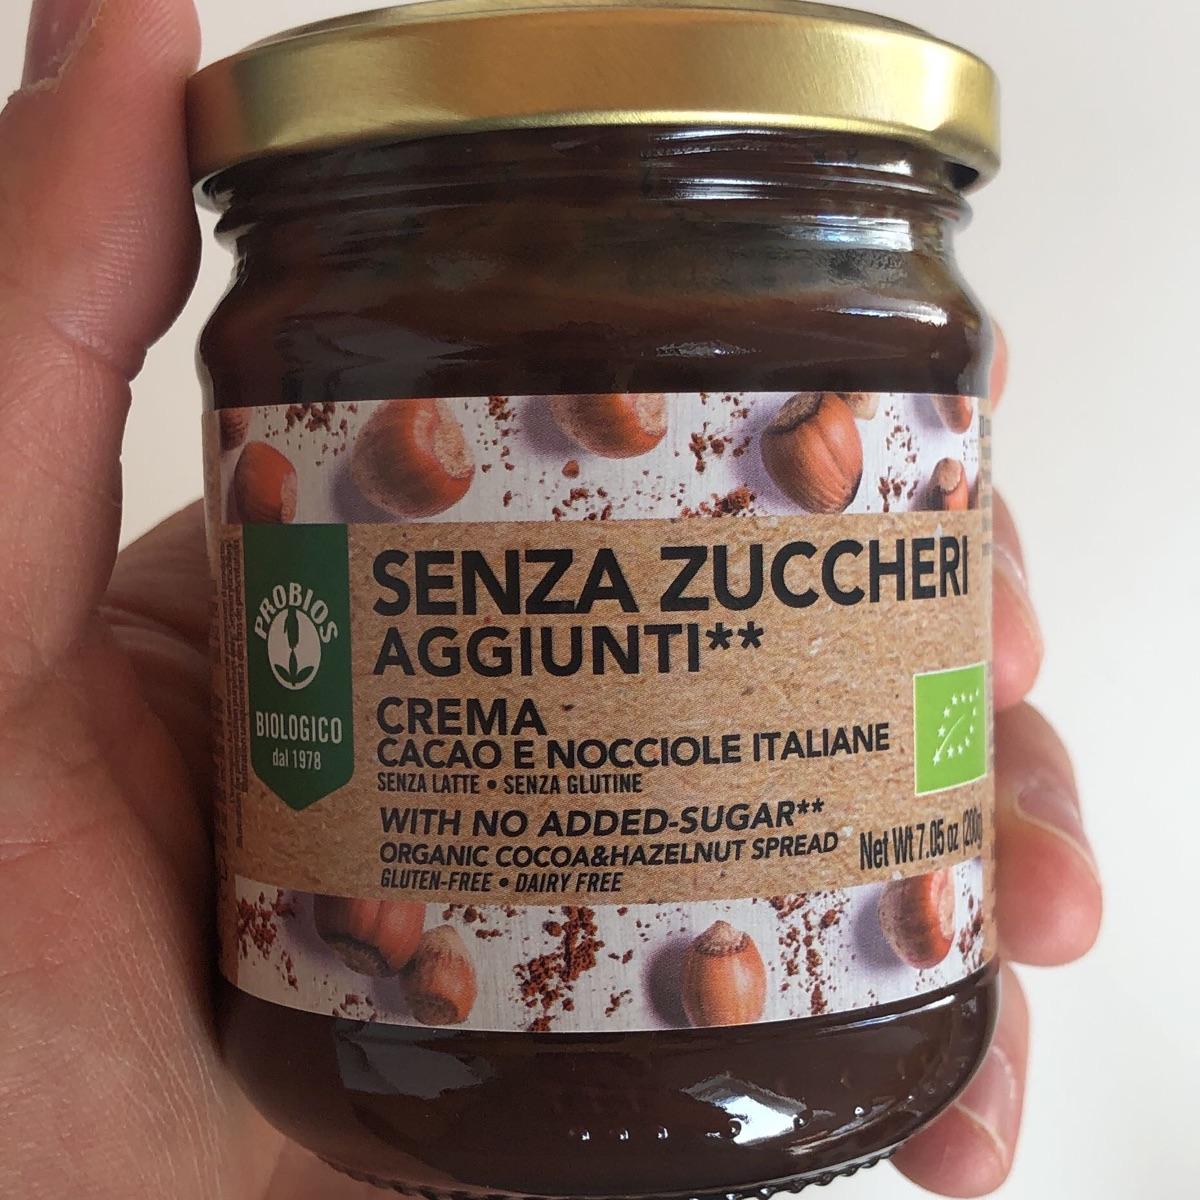 PROBIOS
BIOLOGICO
dal 1978
SENZA ZUCCHERI
AGGIUNTI**
CREMA
CACAO E NOCCIOLE ITALIANE
SENZA LATTE • SENZA GLUTINE
WITH NO ADDED-SUGAR**
ORGANIC COCOA&HAZELNUT SPREAD
GLUTEN-FREE • DAIRY FREE
Net Wt 7.05 oz (200g)